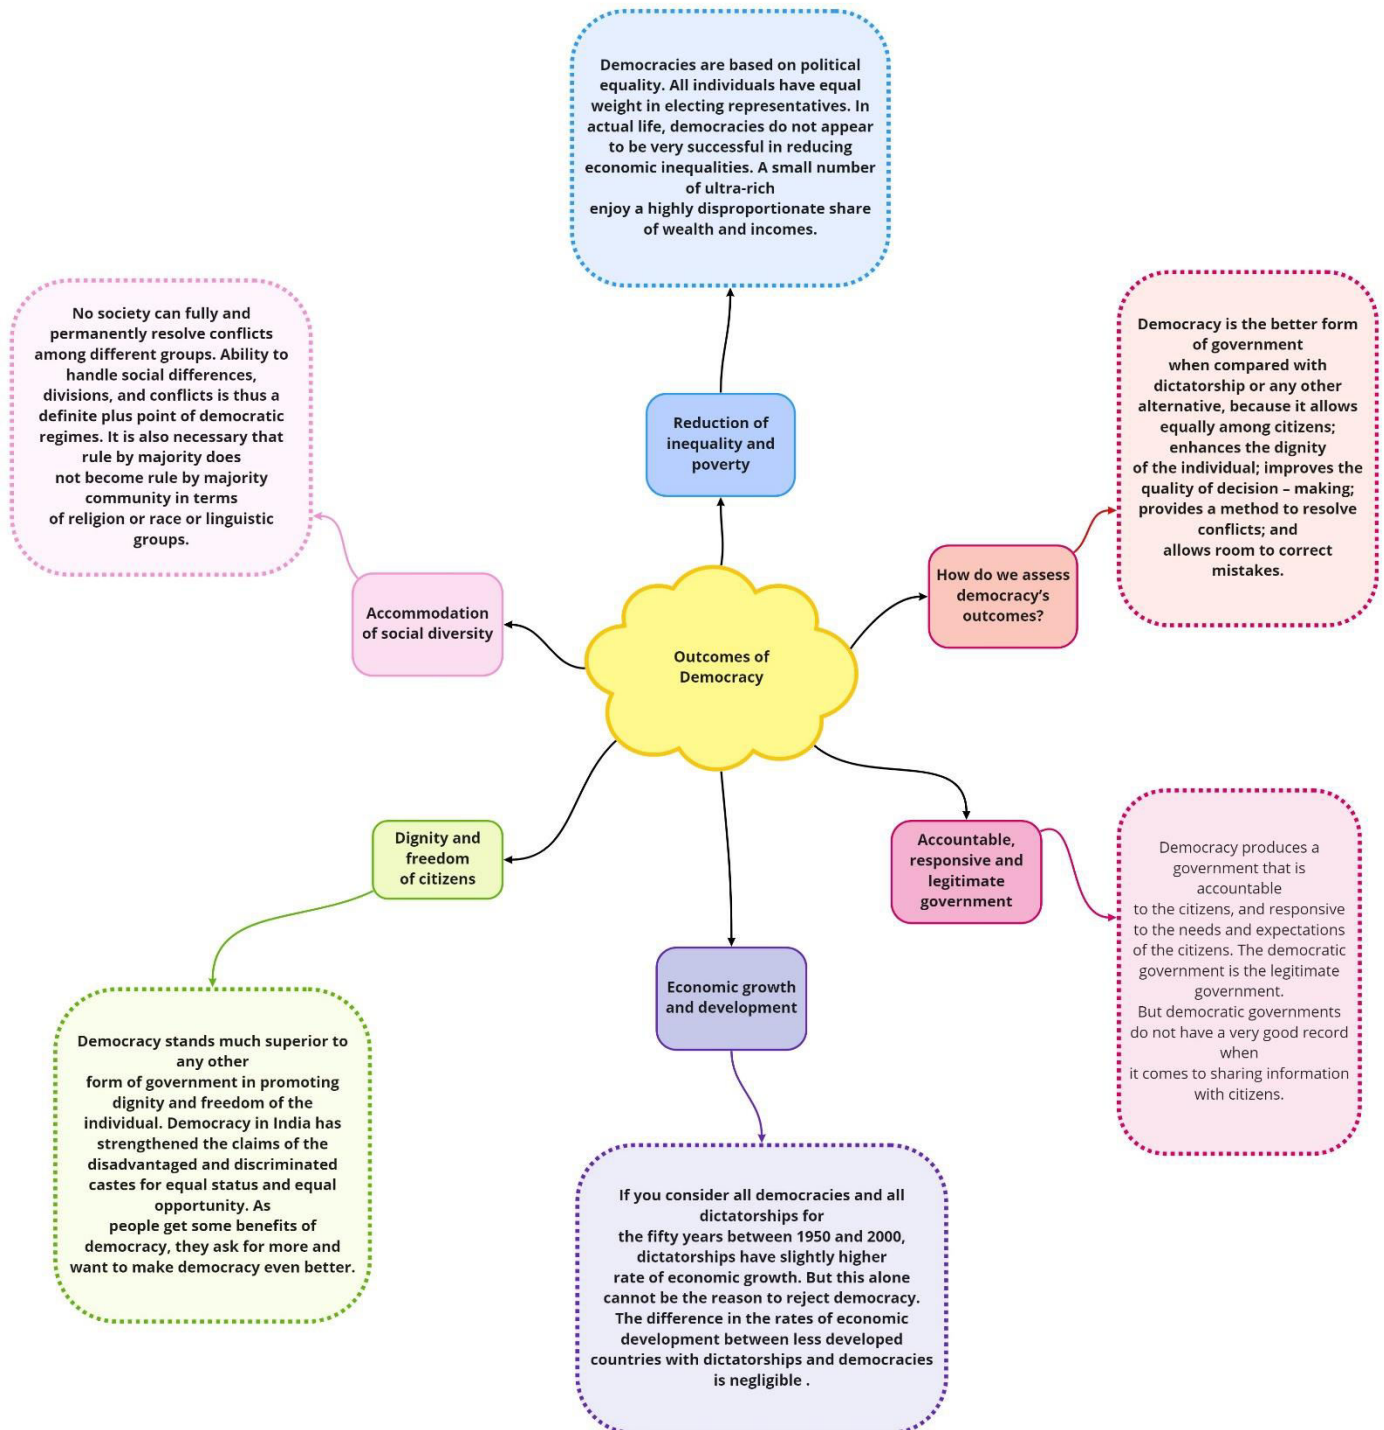 Democracies are based on political
equality. All individuals have equal
weight in electing representatives. In
actual life, democracies do not appear
to be very successful in reducing
economic inequalities. A small number
of ultra-rich
enjoy a highly disproportionate share
of wealth and incomes.
No society can fully and
permanently resolve conflicts
among different groups. Ability to
handle social differences,
divisions, and conflicts is thus a
definite plus point of democratic
regimes. It is also necessary that
rule by majority does
not become rule by majority
community in terms
of religion or race or linguistic
groups.
Democracy is the better form
of government
when compared with
dictatorship or any other
alternative, because it allows
equally among citizens;
enhances the dignity
of the individual; improves the
quality of decision – making;
provides a method to resolve
conflicts; and
allows room to correct
mistakes.
Reduction of
inequality and
poverty
How do we assess
democracy’s
outcomes?
Accommodation
of social diversity
Outcomes of
Democracy
Dignity and
freedom
of citizens
Accountable,
responsive and
legitimate
government
Economic growth
and development
Democracy produces a
government that is
accountable
to the citizens, and responsive
to the needs and expectations
of the citizens. The democratic
government is the legitimate
government.
But democratic governments
do not have a very good record
when
it comes to sharing information
with citizens.
Democracy stands much superior to
any other
form of government in promoting
dignity and freedom of the
individual. Democracy in India has
strengthened the claims of the
disadvantaged and discriminated
castes for equal status and equal
opportunity. As
people get some benefits of
democracy, they ask for more and
want to make democracy even better.
If you consider all democracies and all
dictatorships for
the fifty years between 1950 and 2000,
dictatorships have slightly higher
rate of economic growth. But this alone
cannot be the reason to reject democracy.
The difference in the rates of economic
development between less developed
countries with dictatorships and democracies
is negligible .